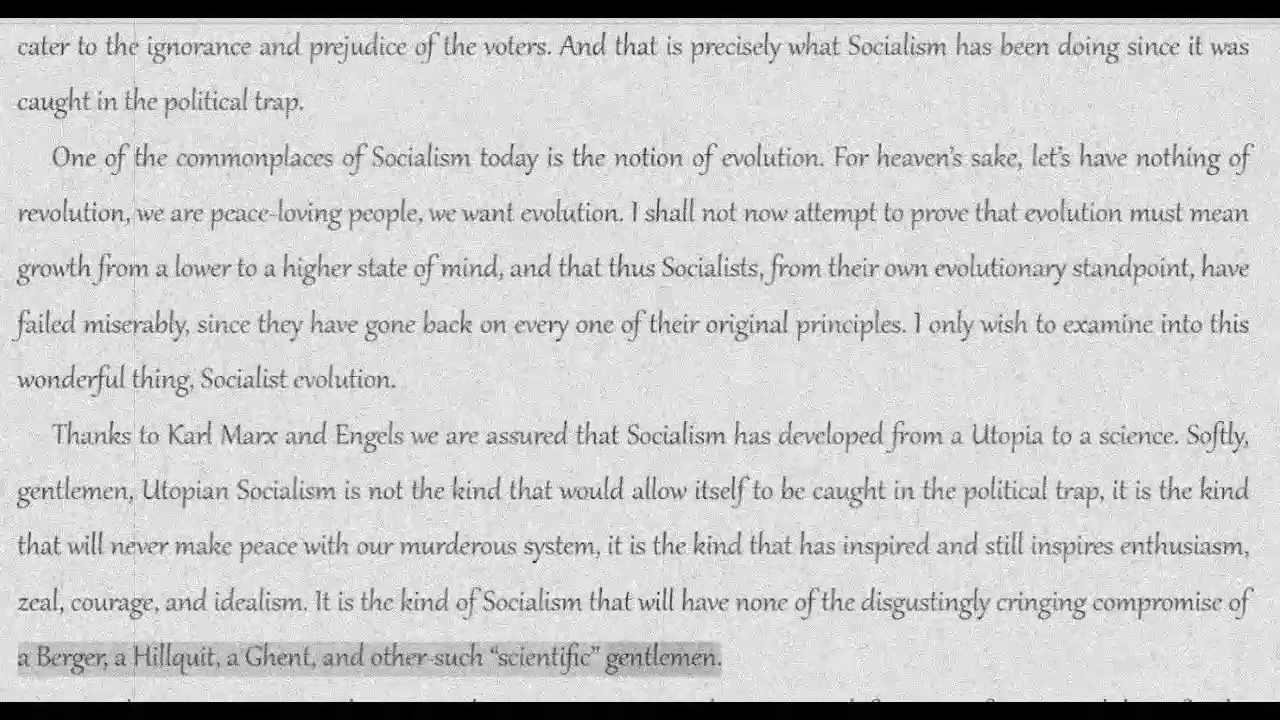 cater to the ignorance and prejudice of the voters. And that is precisely what Socialism has been doing since it was
caught in the political trap.
One of the commonplaces of Socialism today is the notion of evolution. For heaven's sake, let's have nothing of
revolution, we are peace-loving people, we want evolution. I shall not now attempt to prove that evolution must mean
growth from a lower to a higher state of mind, and that thus Socialists, from their own evolutionary standpoint, have
failed miserably, since they have gone back on every one of their original principles. I only wish to examine into this
wonderful thing, Socialist evolution.
Thanks to Karl Marx and Engels we are assured that Socialism has developed from a Utopia to a science. Softly,
gentlemen, Utopian Socialism is not the kind that would allow itself to be caught in the political trap, it is the kind
that will never make peace with our murderous system, it is the kind that has inspired and still inspires enthusiasm,
zeal, courage, and idealism. It is the kind of Socialism that will have none of the disgustingly cringing compromise of
a Berger, a Hillquit, a Ghent, and other such “scientific” gentlemen.